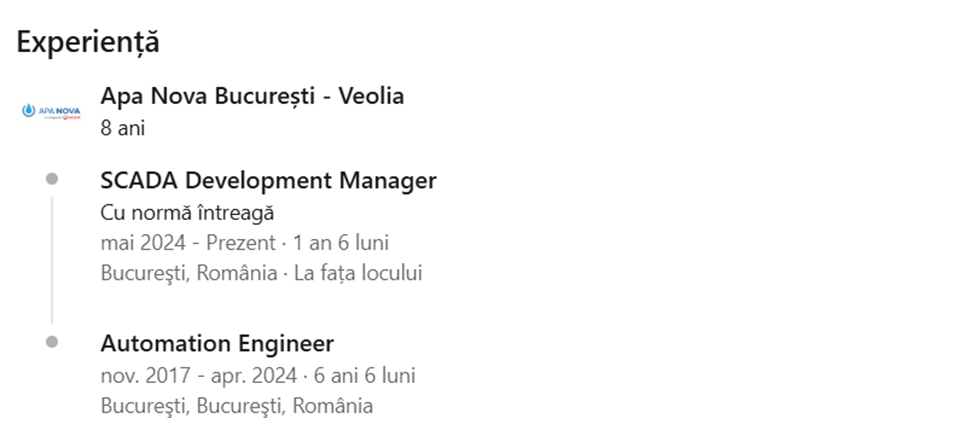 Experiență
APA NOVA
Apa Nova București - Veolia
8 ani
SCADA Development Manager
Cu normă întreagă
mai 2024 - Prezent · 1 an 6 luni
Bucureşti, România · La fața locului
Automation Engineer
nov. 2017 - apr. 2024 · 6 ani 6 luni
Bucureşti, Bucureşti, România